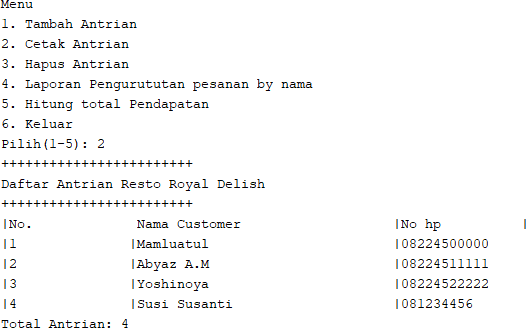 Menu
1. Tambah Antrian
2. Cetak Antrian
3. Hapus Antrian
4. Laporan Pengurututan pesanan by nama
5. Hitung total Pendapatan
6. Keluar
Pilih(1-5): 2
++++++++++++++++++++++++
Daftar Antrian Resto Royal Delish
++++++++++++++++++++++++
|No. Nama Customer |No hp |
|1 |Mamluatul |08224500000
|2 |Abyaz A.M |08224511111
|3 |Yoshinoya |08224522222
|4 |Susi Susanti |081234456
Total Antrian: 4